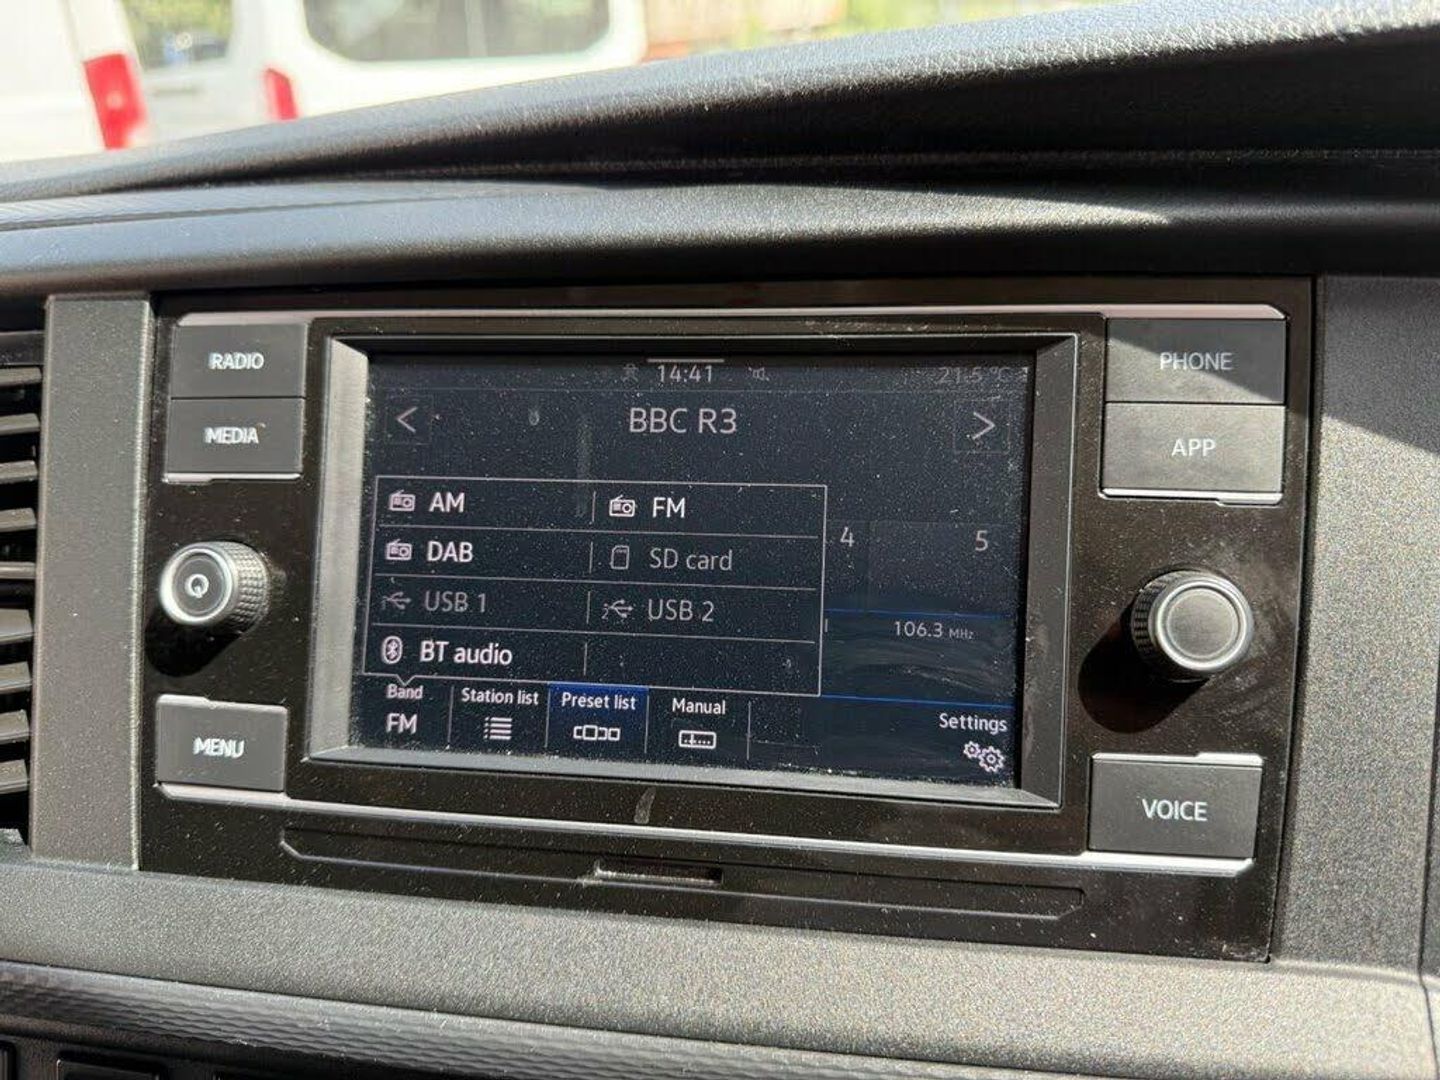 RADIO
MEDIA
MENU
PHONE
APP
VOICE
14:41
21.5 °C
BBC R3
AM
FM
DAB
SD card
USB 1
USB 2
BT audio
4
5
106.3 MHz
Band
FM
Station list
Preset list
Manual
Settings